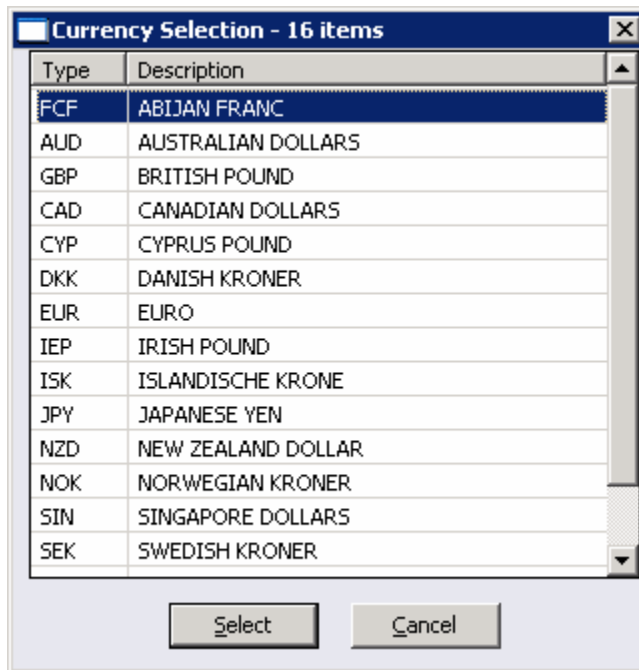 Currency Selection - 16 items
Type Description
FCF ABIJAN FRANC
AUD AUSTRALIAN DOLLARS
GBP BRITISH POUND
CAD CANADIAN DOLLARS
CYP CYPRUS POUND
DKK DANISH KRONER
EUR EURO
IEP IRISH POUND
ISK ISLANDISCHE KRONE
JPY JAPANESE YEN
NZD NEW ZEALAND DOLLAR
NOK NORWEGIAN KRONER
SIN SINGAPORE DOLLARS
SEK SWEDISH KRONER
Select Cancel